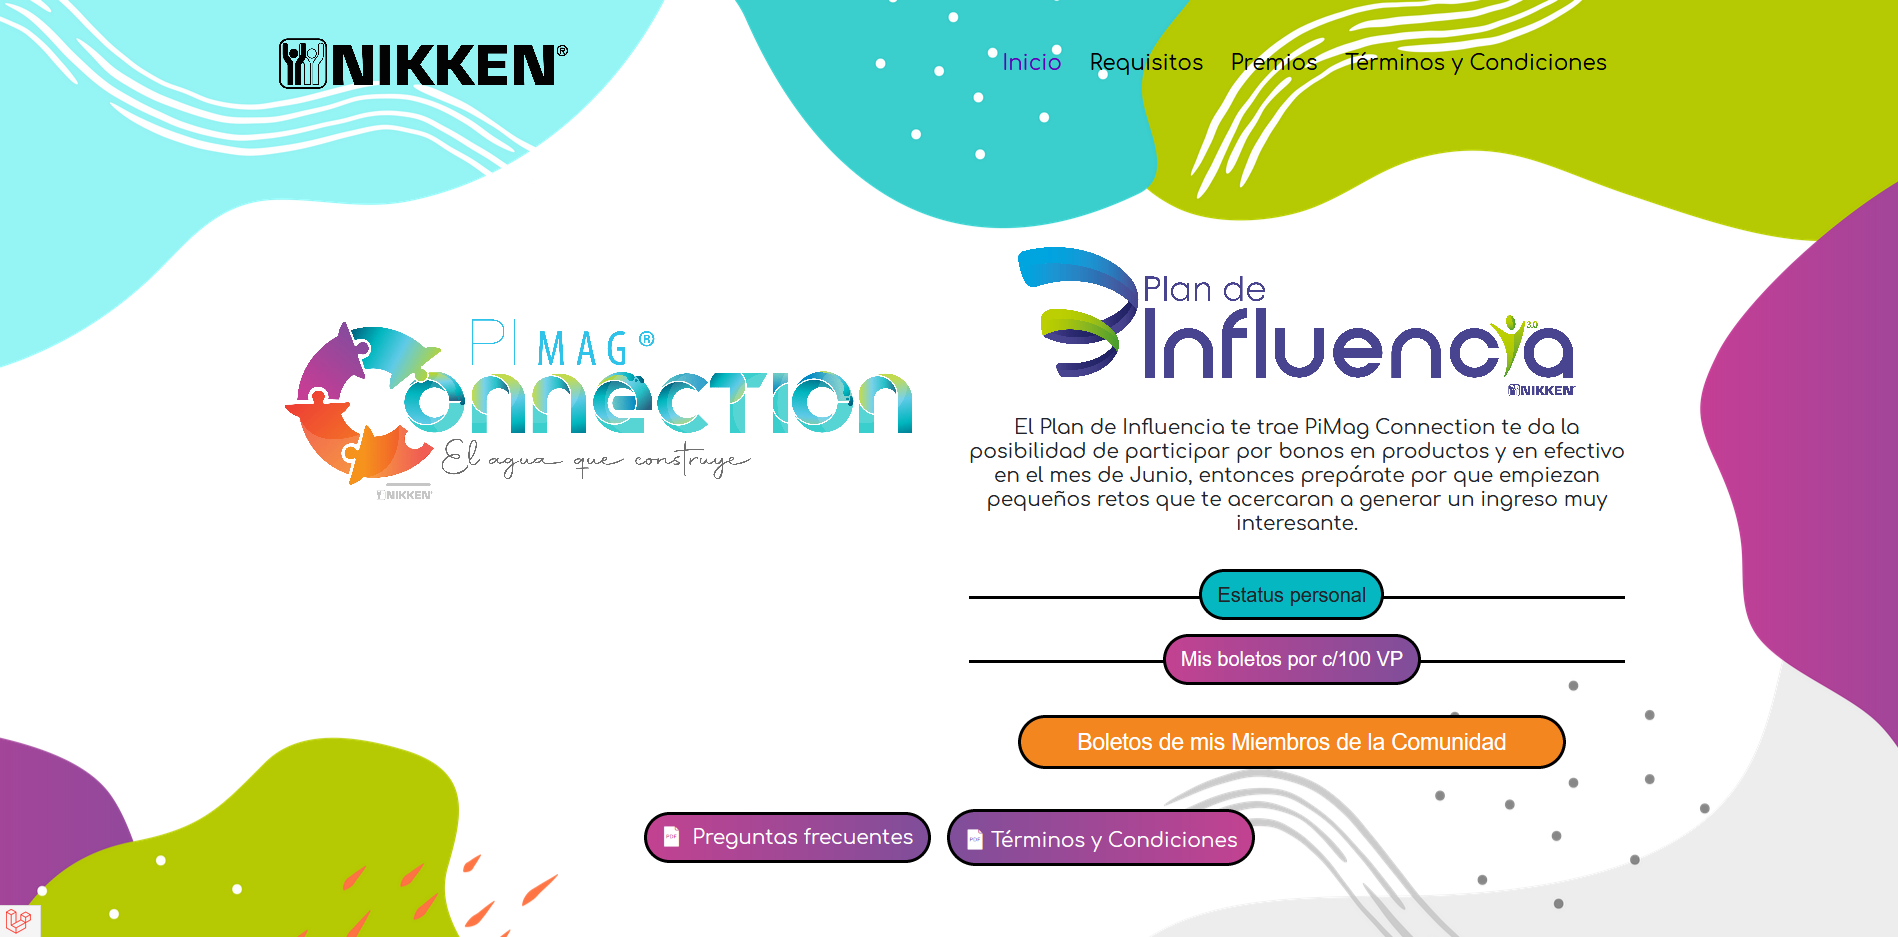 NIKKEN®
Inicio Requisitos Premios Términos y Condiciones
PI MAG®
Connection
El agua que construye
NIKKEN®
Plan de
Influencia 3.0
NIKKEN
El Plan de Influencia te trae PiMag Connection te da la
posibilidad de participar por bonos en productos y en efectivo
en el mes de Junio, entonces prepárate por que empiezan
pequeños retos que te acercaran a generar un ingreso muy
interesante.
Estatus personal
Mis boletos por c/100 VP
Boletos de mis Miembros de la Comunidad
PDF Preguntas frecuentes
PDF Términos y Condiciones